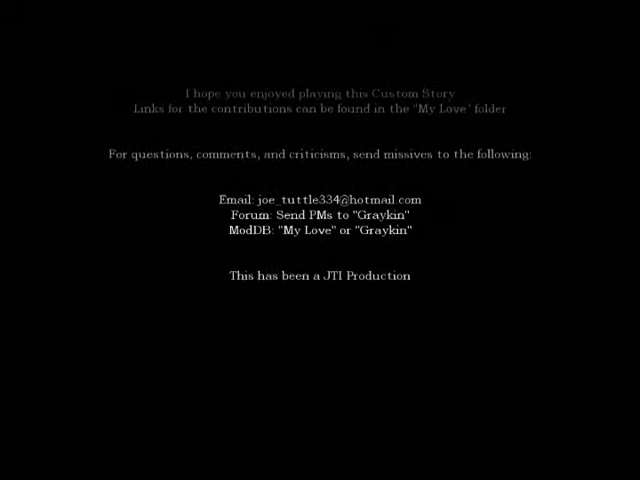 I hope you enjoyed playing this Custom Story
Links for the contributions can be found in the "My Love" folder
For questions, comments, and criticisms, send missives to the following:
Email: joe_tuttle334@hotmail.com
Forum: Send PMs to "Graykin"
ModDB: "My Love" or "Graykin"
This has been a JTI Production